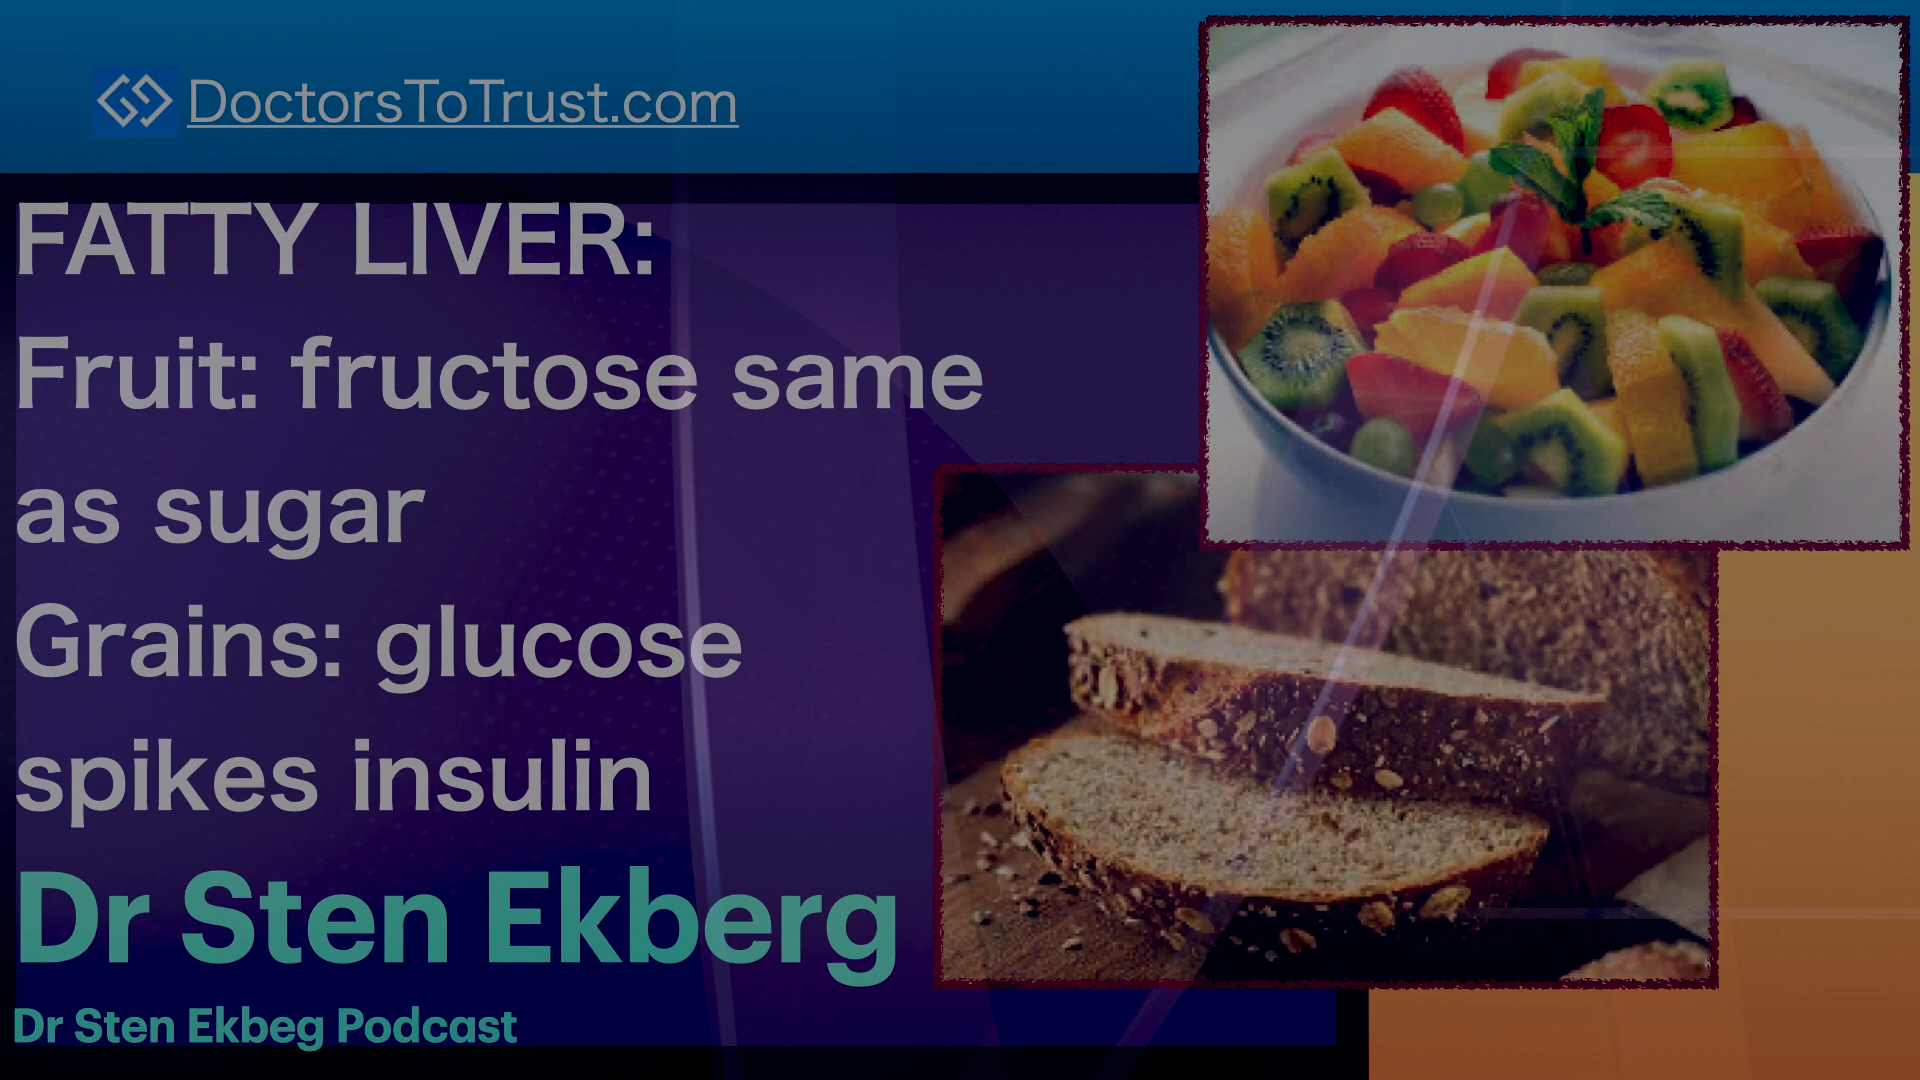 DoctorsToTrust.com
FATTY LIVER:
Fruit: fructose same
as sugar
Grains: glucose
spikes insulin
Dr Sten Ekberg
Dr Sten Ekbeg Podcast